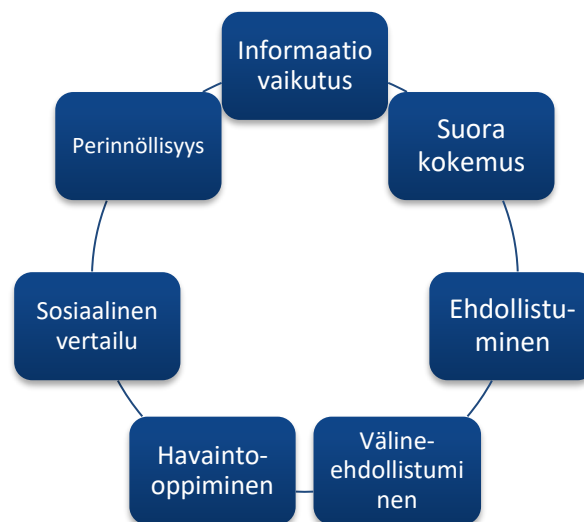 Informaatio
vaikutus
Suora
kokemus
Ehdollistu-
minen
Väline-
ehdollistumi
nen
Havainto-
oppiminen
Sosiaalinen
vertailu
Perinnöllisyys